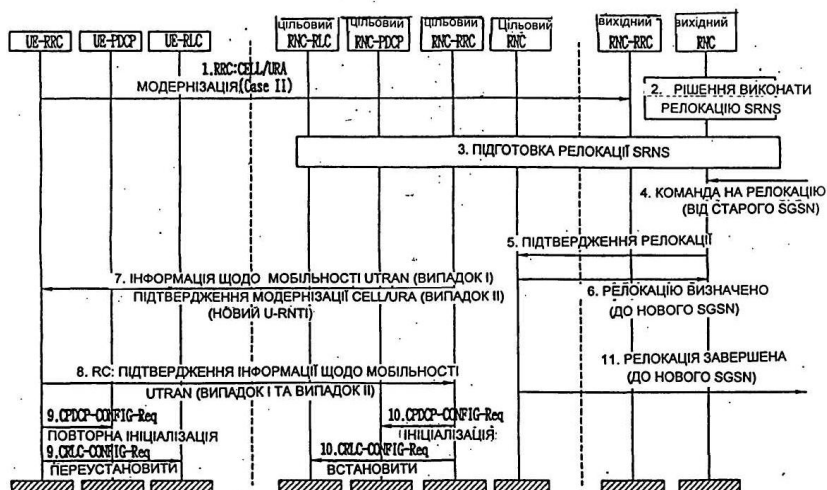 UE-RRC
UE-PDCP
UE-RLC
цільовий
RNC-RLC
цільовий
RNC-PDCP
цільовий
RNC-RRC
Цільовий
RNC
вихідний
RNC-RRC
вихідний
RNC
1.RRC:CELL/URA
МОДЕРНІЗАЦІЯ(Case II)
2. РІШЕННЯ ВИКОНАТИ
РЕЛОКАЦІЮ SRNS
3. ПІДГОТОВКА РЕЛОКАЦІЇ SRNS
4. КОМАНДА НА РЕЛОКАЦІЮ
(ВІД СТАРОГО SGSN)
5. ПІДТВЕРДЖЕННЯ РЕЛОКАЦІЇ
6. РЕЛОКАЦІЮ ВИЗНАЧЕНО
(ДО НОВОГО SGSN)
7. ІНФОРМАЦІЯ ЩОДО МОБІЛЬНОСТІ UTRAN (ВИПАДОК I)
ПІДТВЕРДЖЕННЯ МОДЕРНІЗАЦІЇ CELL/URA (ВИПАДОК II)
(НОВИЙ U-RNTI)
8. RC: ПІДТВЕРДЖЕННЯ ІНФОРМАЦІЇ ЩОДО МОБІЛЬНОСТІ
UTRAN (ВИПАДОК I ТА ВИПАДОК II)
11. РЕЛОКАЦІЯ ЗАВЕРШЕНА
(ДО НОВОГО SGSN)
9.CPDCP-CONFIG-Req
ПОВТОРНА ІНІЦІАЛІЗАЦІЯ
9.CRLC-CONFIG-Req
ПЕРЕУСТАНОВИТИ
10.CPDCP-CONFIG-Req
ІНІЦІАЛІЗАЦІЯ
10.CRLC-CONFIG-Req
ВСТАНОВИТИ